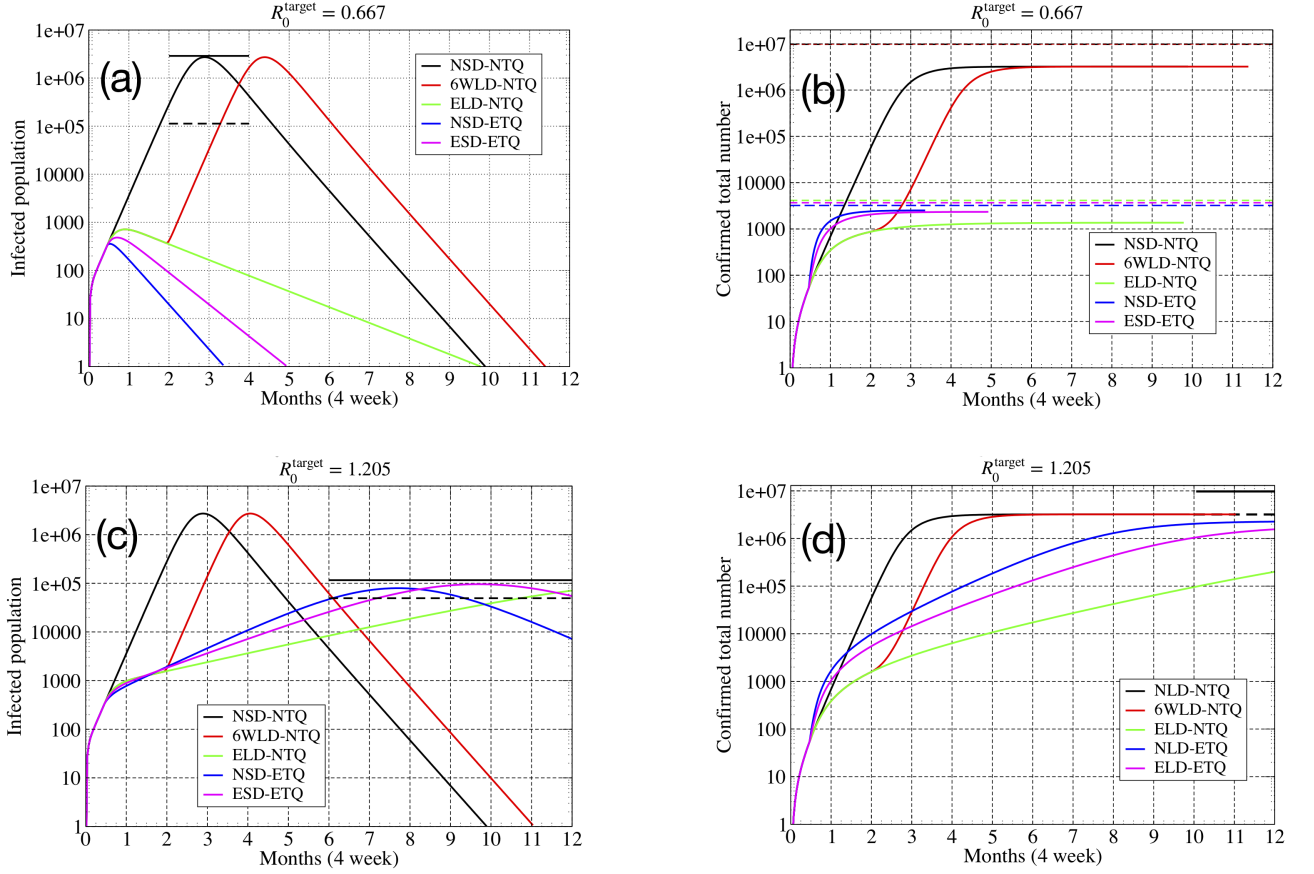 R₀^target = 0.667
(a)
Infected population
1e+07
1e+06
1e+05
10000
1000
100
10
1
NSD-NTQ
6WLD-NTQ
ELD-NTQ
NSD-ETQ
ESD-ETQ
0 1 2 3 4 5 6 7 8 9 10 11 12
Months (4 week)
R₀^target = 0.667
(b)
Confirmed total number
1e+07
1e+06
1e+05
10000
1000
100
10
1
NSD-NTQ
6WLD-NTQ
ELD-NTQ
NSD-ETQ
ESD-ETQ
0 1 2 3 4 5 6 7 8 9 10 11 12
Months (4 week)
R₀^target = 1.205
(c)
Infected population
1e+07
1e+06
1e+05
10000
1000
100
10
1
NSD-NTQ
6WLD-NTQ
ELD-NTQ
NSD-ETQ
ESD-ETQ
0 1 2 3 4 5 6 7 8 9 10 11 12
Months (4 week)
R₀^target = 1.205
(d)
Confirmed total number
1e+07
1e+06
1e+05
10000
1000
100
10
1
NLD-NTQ
6WLD-NTQ
ELD-NTQ
NLD-ETQ
ELD-ETQ
0 1 2 3 4 5 6 7 8 9 10 11 12
Months (4 week)